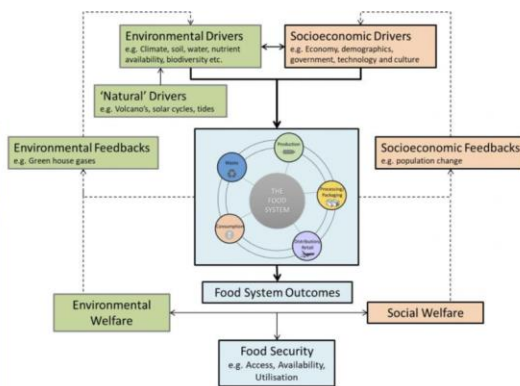 Environmental Drivers
e.g. Climate, soil, water, nutrient
availability, biodiversity etc.
Socioeconomic Drivers
e.g. Economy, demographics,
government, technology and culture
‘Natural’ Drivers
e.g. Volcano’s, solar cycles, tides
Environmental Feedbacks
e.g. Green house gases
Socioeconomic Feedbacks
e.g. population change
Production
Waste
Processing/
Packaging
THE
FOOD
SYSTEM
Consumption
Distribution/
Retail
Food System Outcomes
Environmental
Welfare
Social Welfare
Food Security
e.g. Access, Availability,
Utilisation